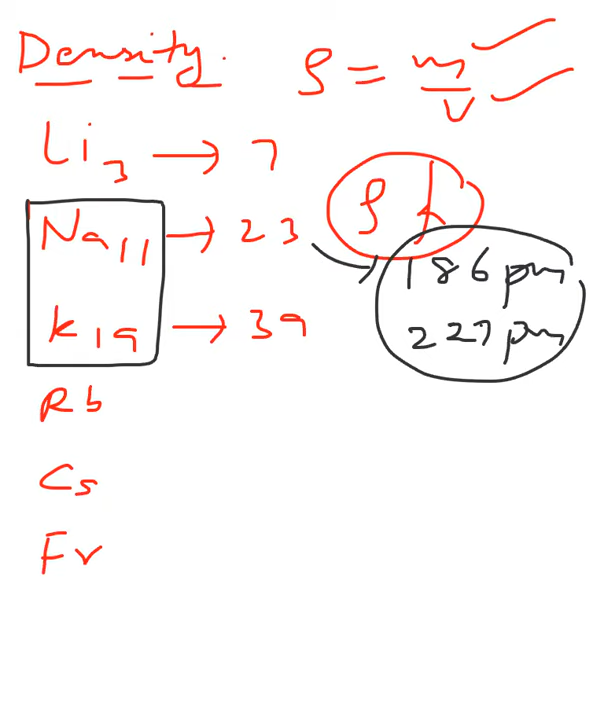 Density. ρ = m/V
Li₃ → 7
Na₁₁ → 23 ρ ↑
186 pm
K₁₉ → 39 227 pm
Rb
Cs
Fr